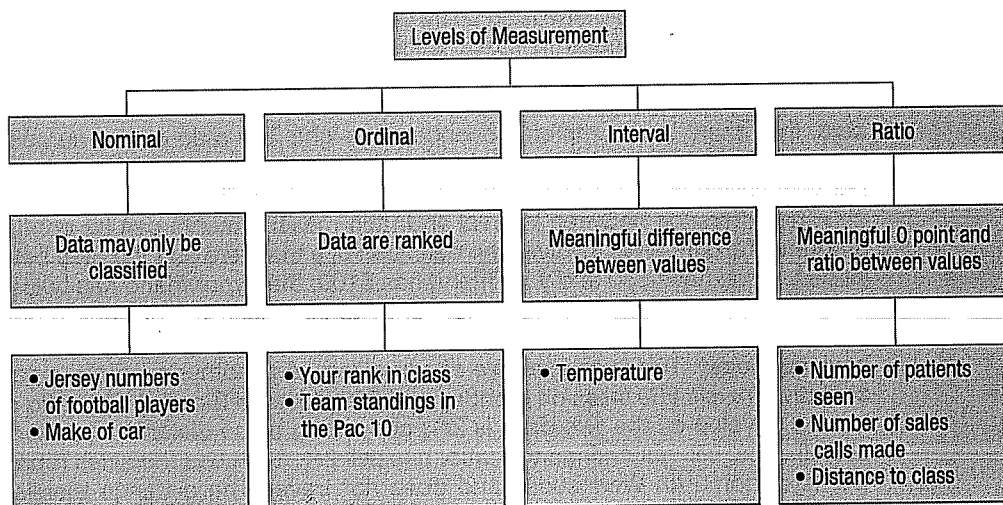 Levels of Measurement
Nominal
Ordinal
Interval
Ratio
Data may only be
classified
Data are ranked
Meaningful difference
between values
Meaningful 0 point and
ratio between values
• Jersey numbers
of football players
• Make of car
• Your rank in class
• Team standings in
the Pac 10
• Temperature
• Number of patients
seen
• Number of sales
calls made
• Distance to class